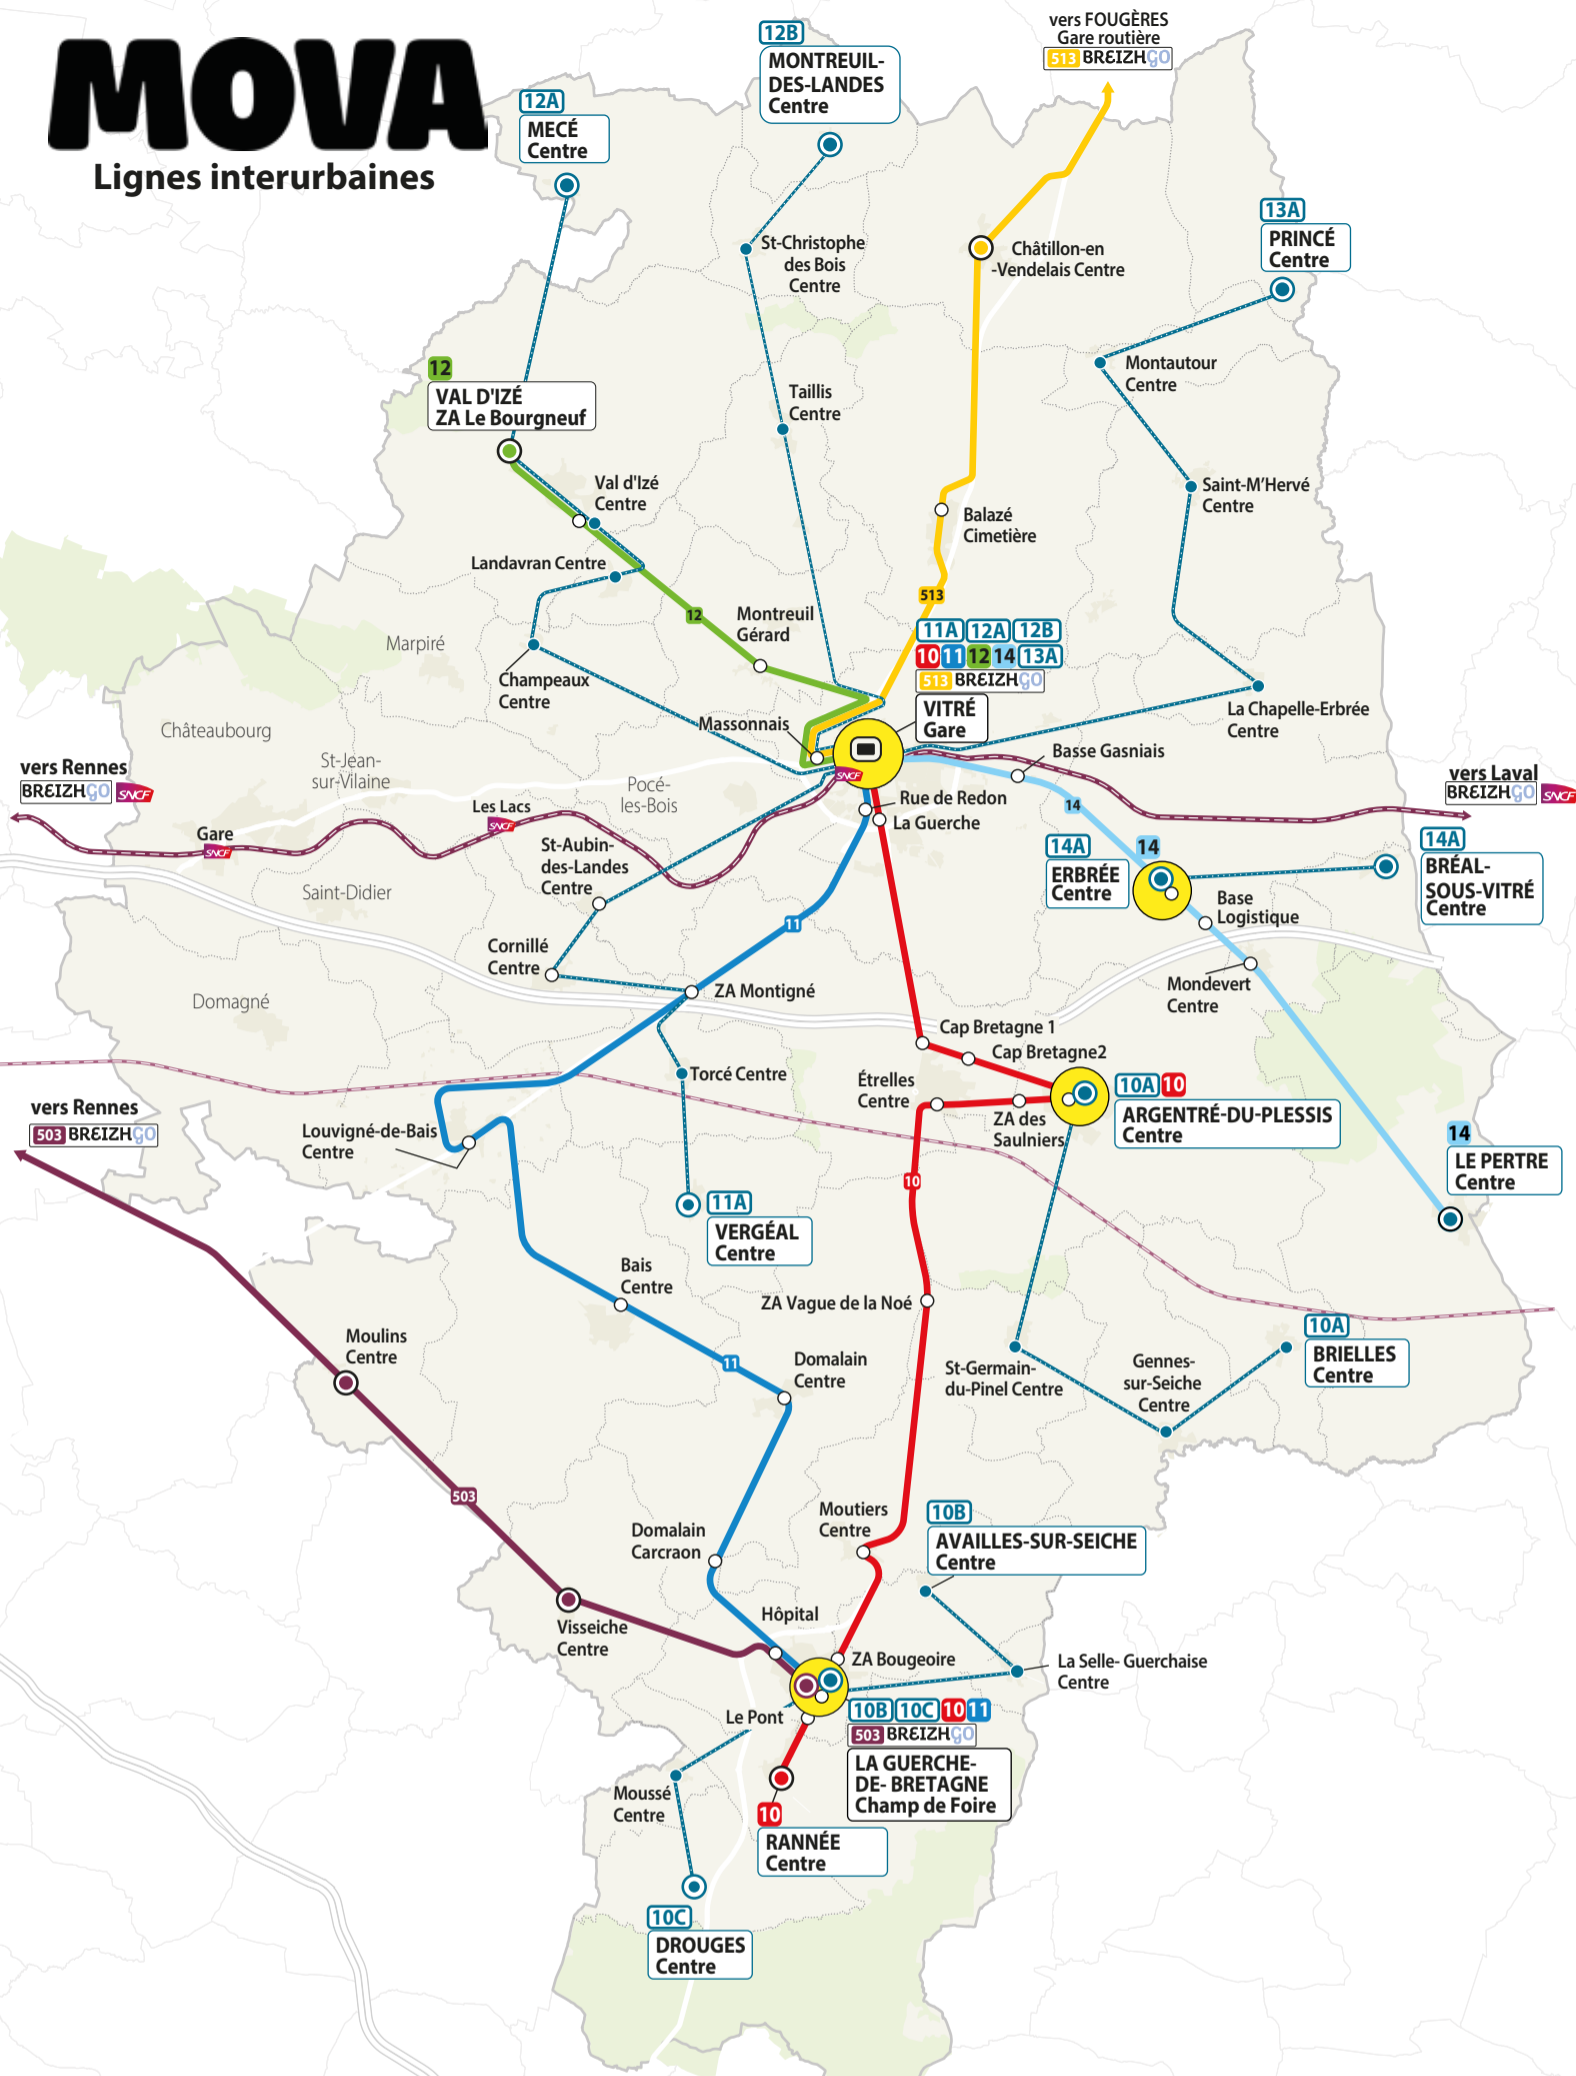 MOVA
Lignes interurbaines
12A
MECÉ
Centre
12B
MONTREUIL-
DES-LANDES
Centre
vers FOUGÈRES
Gare routière
513 BREIZHGO
13A
PRINCÉ
Centre
St-Christophe
des Bois
Centre
Châtillon-en
-Vendelais Centre
Montautour
Centre
12
VAL D'IZÉ
ZA Le Bourgneuf
Taillis
Centre
Val d'Izé
Centre
Saint-M'Hervé
Centre
Balazé
Cimetière
Landavran Centre
513
12
Montreuil
Gérard
11A 12A 12B
10 11 12 14 13A
513 BREIZHGO
VITRÉ
Gare
Marpiré
Champeaux
Centre
La Chapelle-Erbrée
Centre
Châteaubourg
Massonnais
Basse Gasniais
St-Jean-
sur-Vilaine
Pocé-
les-Bois
SNCF
vers Rennes
BREIZHGO SNCF
vers Laval
BREIZHGO SNCF
Rue de Redon
La Guerche
14
Les Lacs
SNCF
Gare
SNCF
St-Aubin-
des-Landes
Centre
14A
ERBRÉE
Centre
14
14A
BRÉAL-
SOUS-VITRÉ
Centre
Saint-Didier
Base
Logistique
11
Cornillé
Centre
Mondevert
Centre
ZA Montigné
Domagné
Cap Bretagne 1
Cap Bretagne2
Torcé Centre
Étrelles
Centre
10A 10
ARGENTRÉ-DU-PLESSIS
Centre
ZA des
Saulniers
vers Rennes
503 BREIZHGO
Louvigné-de-Bais
Centre
14
LE PERTRE
Centre
10
11A
VERGÉAL
Centre
Bais
Centre
ZA Vague de la Noé
Moulins
Centre
10A
BRIELLES
Centre
11
Domalain
Centre
St-Germain-
du-Pinel Centre
Gennes-
sur-Seiche
Centre
503
Moutiers
Centre
10B
AVAILLES-SUR-SEICHE
Centre
Domalain
Carcraon
Hôpital
Visseiche
Centre
ZA Bougeoire
La Selle- Guerchaise
Centre
Le Pont
10B 10C 10 11
503 BREIZHGO
LA GUERCHE-
DE- BRETAGNE
Champ de Foire
Moussé
Centre
10
RANNÉE
Centre
10C
DROUGES
Centre